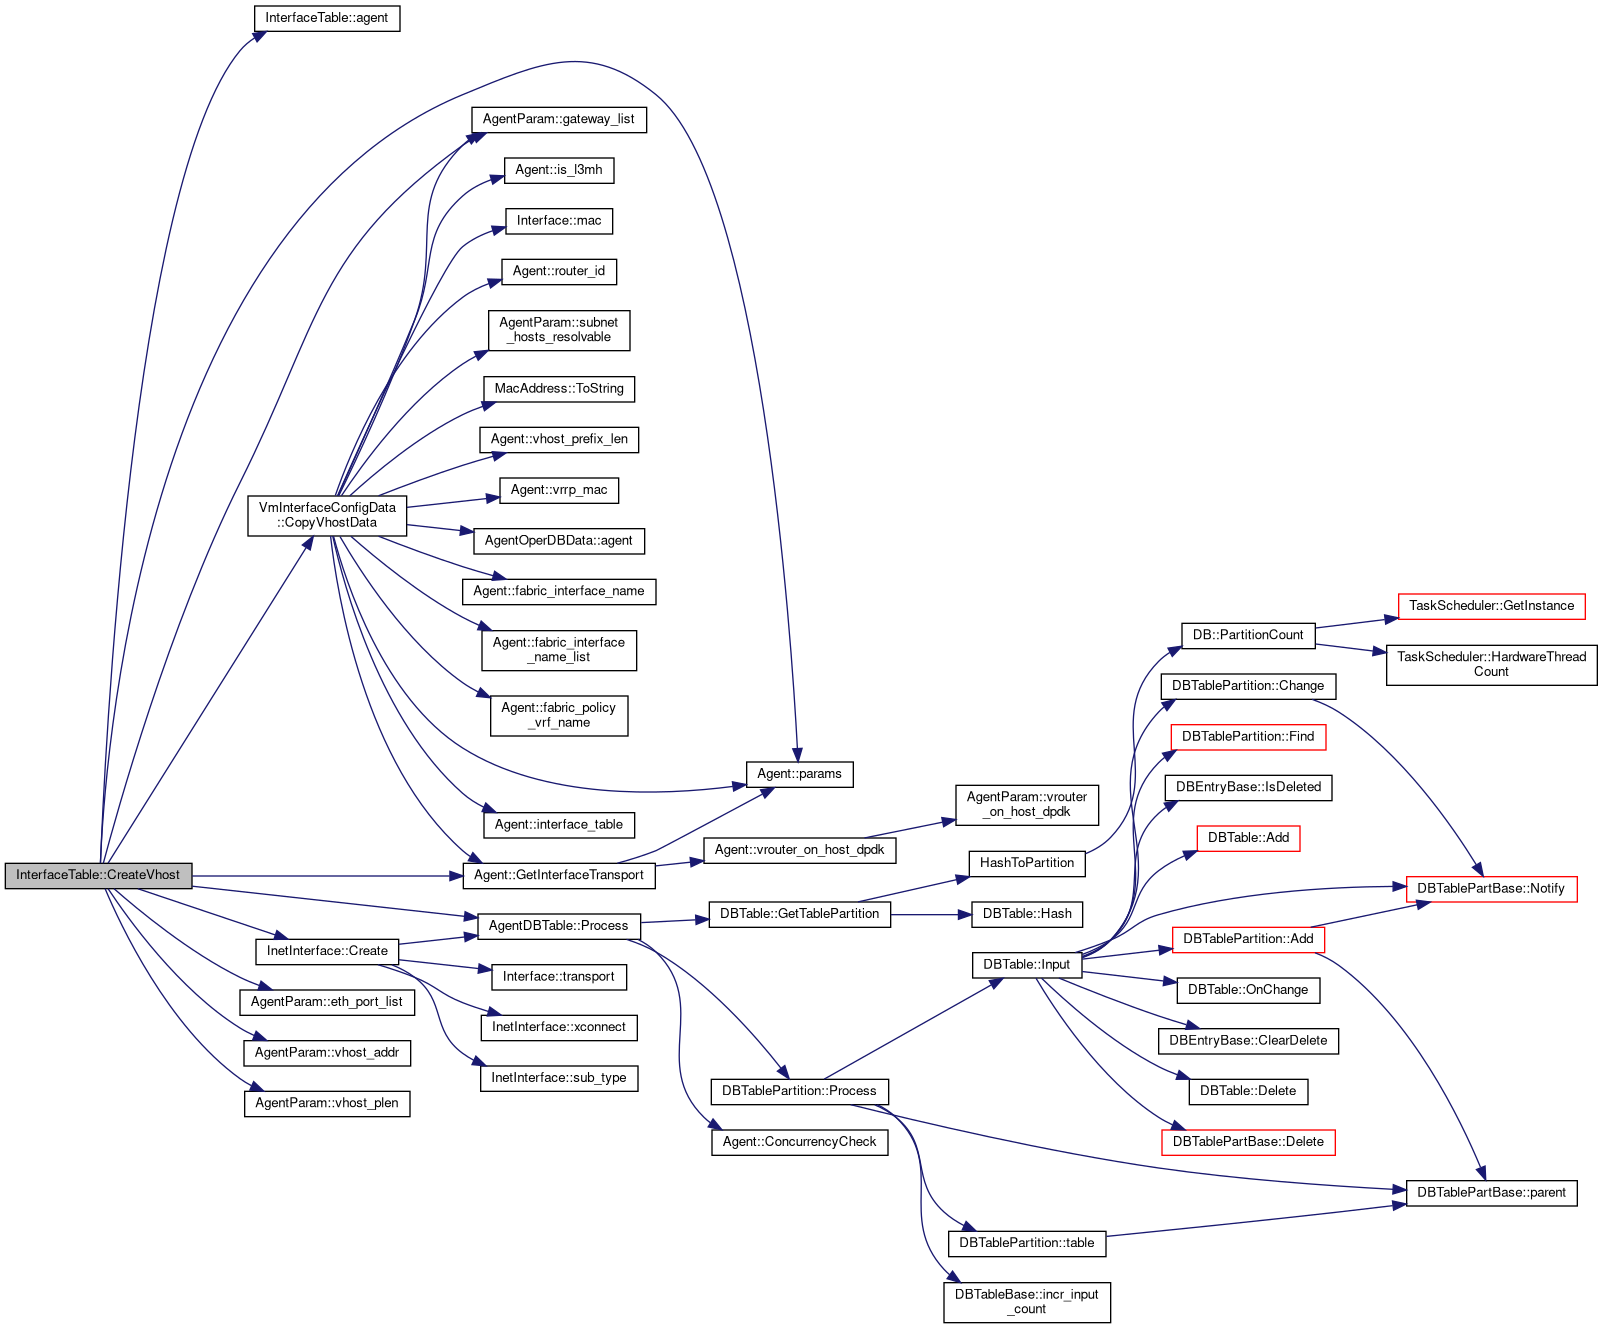 InterfaceTable::agent
AgentParam::gateway_list
Agent::is_l3mh
Interface::mac
Agent::router_id
AgentParam::subnet
_hosts_resolvable
MacAddress::ToString
Agent::vhost_prefix_len
Agent::vrrp_mac
VmInterfaceConfigData
::CopyVhostData
AgentOperDBData::agent
Agent::fabric_interface_name
Agent::fabric_interface
_name_list
Agent::fabric_policy
_vrf_name
Agent::params
Agent::interface_table
InterfaceTable::CreateVhost
Agent::GetInterfaceTransport
Agent::vrouter_on_host_dpdk
AgentParam::vrouter
_on_host_dpdk
HashToPartition
AgentDBTable::Process
DBTable::GetTablePartition
DBTable::Hash
InetInterface::Create
Interface::transport
AgentParam::eth_port_list
InetInterface::xconnect
AgentParam::vhost_addr
InetInterface::sub_type
AgentParam::vhost_plen
DBTablePartition::Process
Agent::ConcurrencyCheck
DBTable::Input
DBTablePartition::table
DBTableBase::incr_input
_count
DB::PartitionCount
TaskScheduler::GetInstance
TaskScheduler::HardwareThread
Count
DBTablePartition::Change
DBTablePartition::Find
DBEntryBase::IsDeleted
DBTable::Add
DBTablePartBase::Notify
DBTablePartition::Add
DBTable::OnChange
DBEntryBase::ClearDelete
DBTable::Delete
DBTablePartBase::Delete
DBTablePartBase::parent